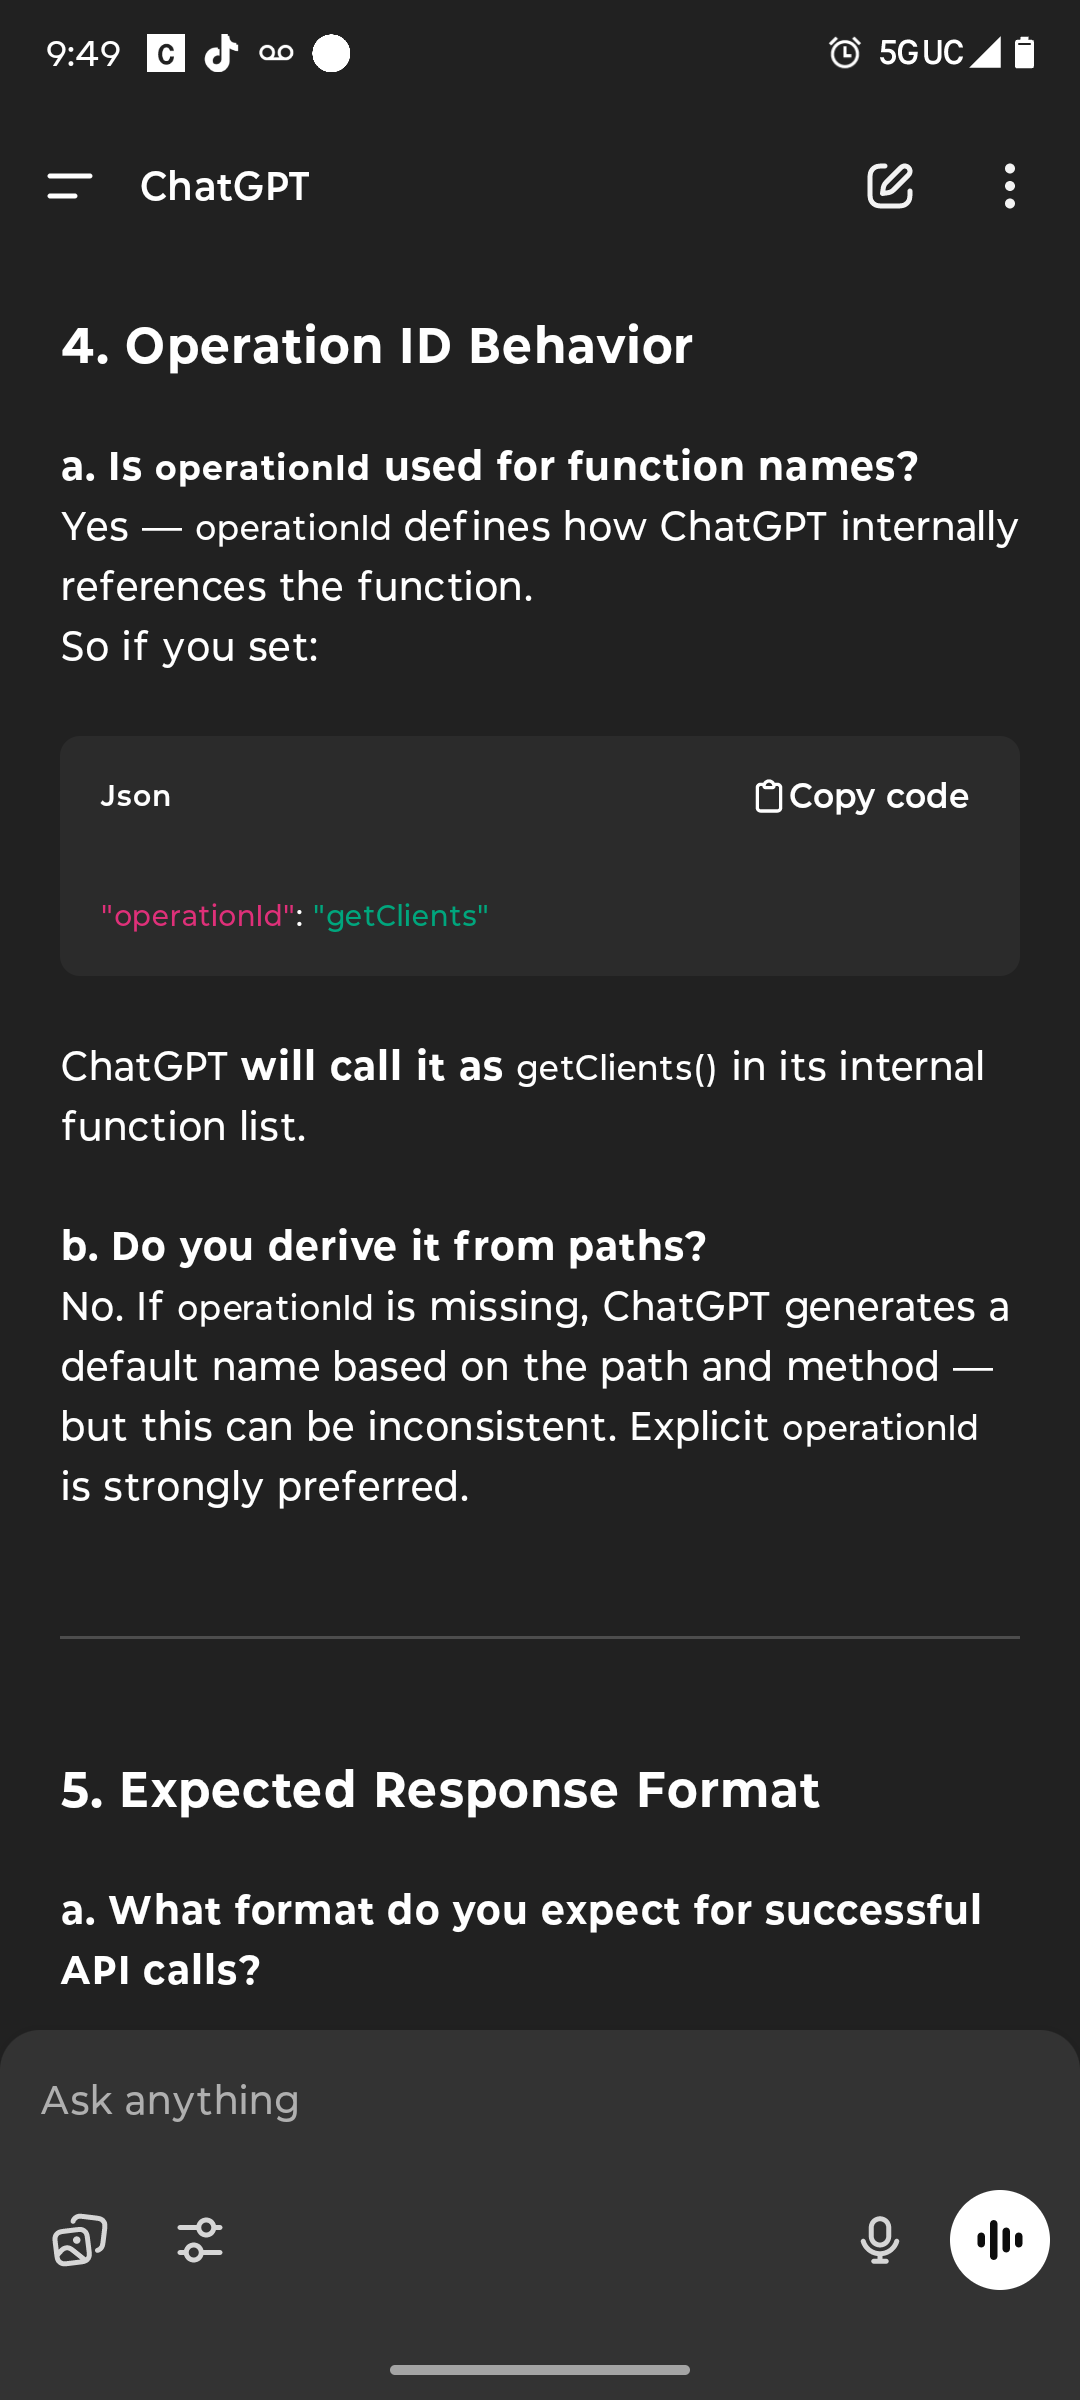 9:49 C 5G UC
ChatGPT
4. Operation ID Behavior
a. Is operationId used for function names?
Yes — operationId defines how ChatGPT internally
references the function.
So if you set:
Json Copy code
"operationId": "getClients"
ChatGPT will call it as getClients() in its internal
function list.
b. Do you derive it from paths?
No. If operationId is missing, ChatGPT generates a
default name based on the path and method —
but this can be inconsistent. Explicit operationId
is strongly preferred.
5. Expected Response Format
a. What format do you expect for successful
API calls?
Ask anything